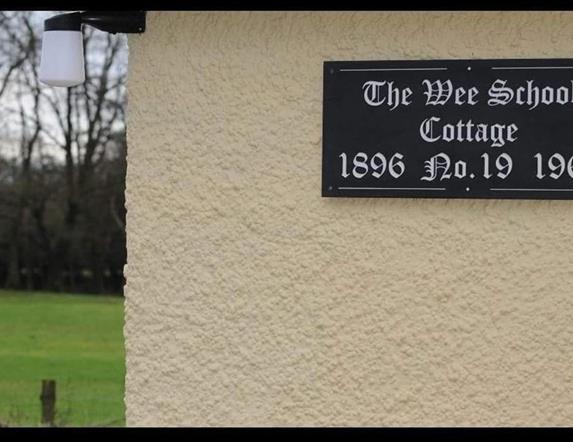 The Wee School
Cottage
1896 No.19